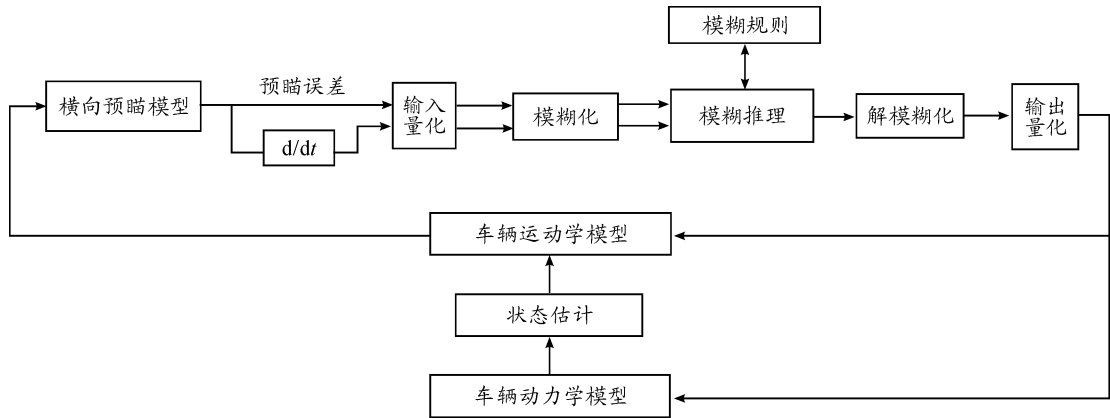 模糊规则
横向预瞄模型
预瞄误差
d/dt
输入
量化
模糊化
模糊推理
解模糊化
输出
量化
车辆运动学模型
状态估计
车辆动力学模型